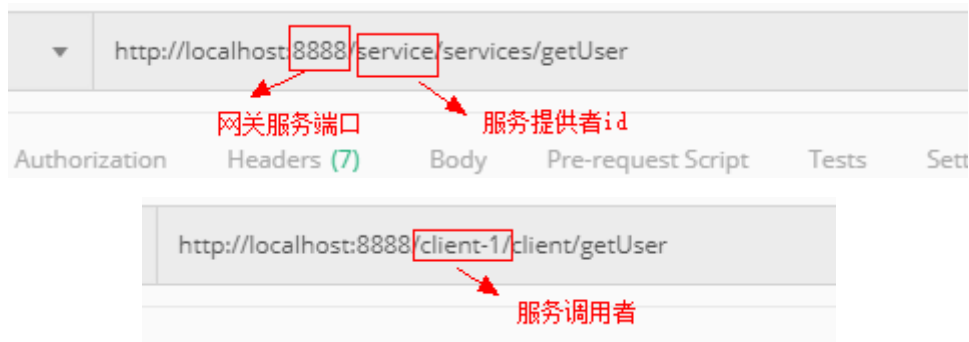 http://localhost:8888/service/services/getUser
网关服务端口 服务提供者id
Authorization Headers (7) Body Pre-request Script Tests Sett
http://localhost:8888/client-1/client/getUser
服务调用者